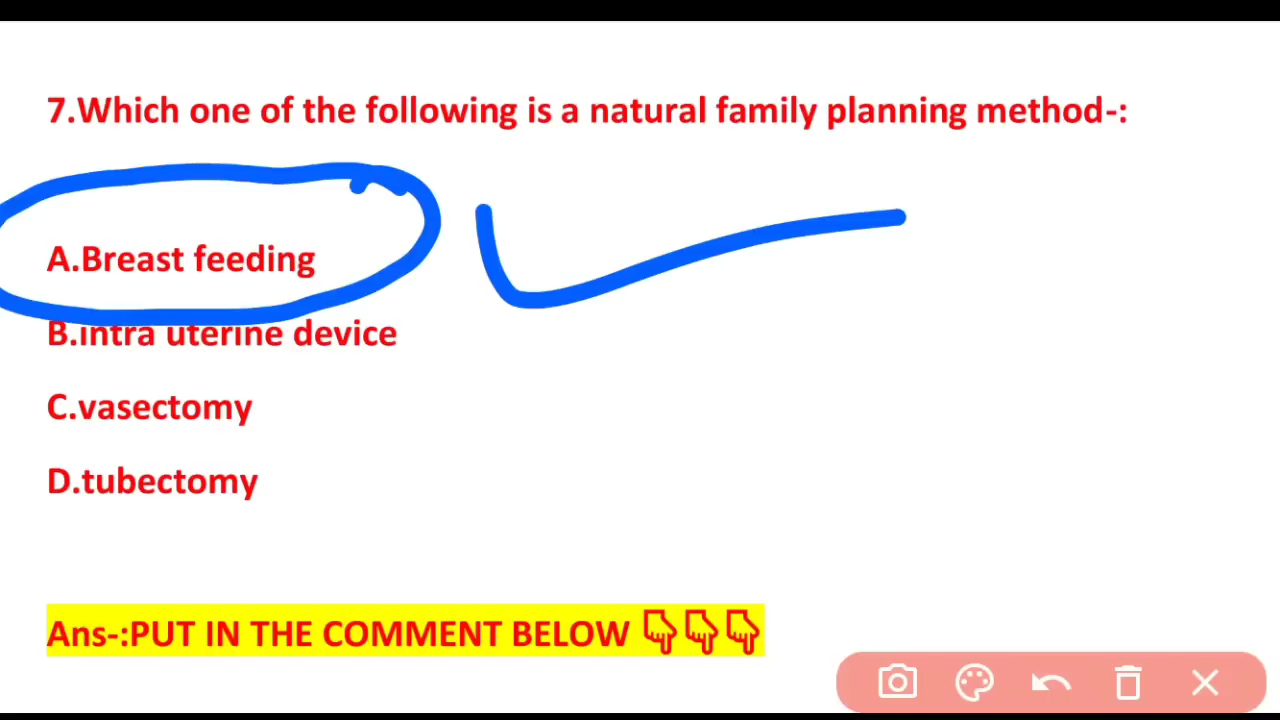 7.Which one of the following is a natural family planning method-:
A.Breast feeding
B.intra uterine device
C.vasectomy
D.tubectomy
Ans-:PUT IN THE COMMENT BELOW 👇👇👇